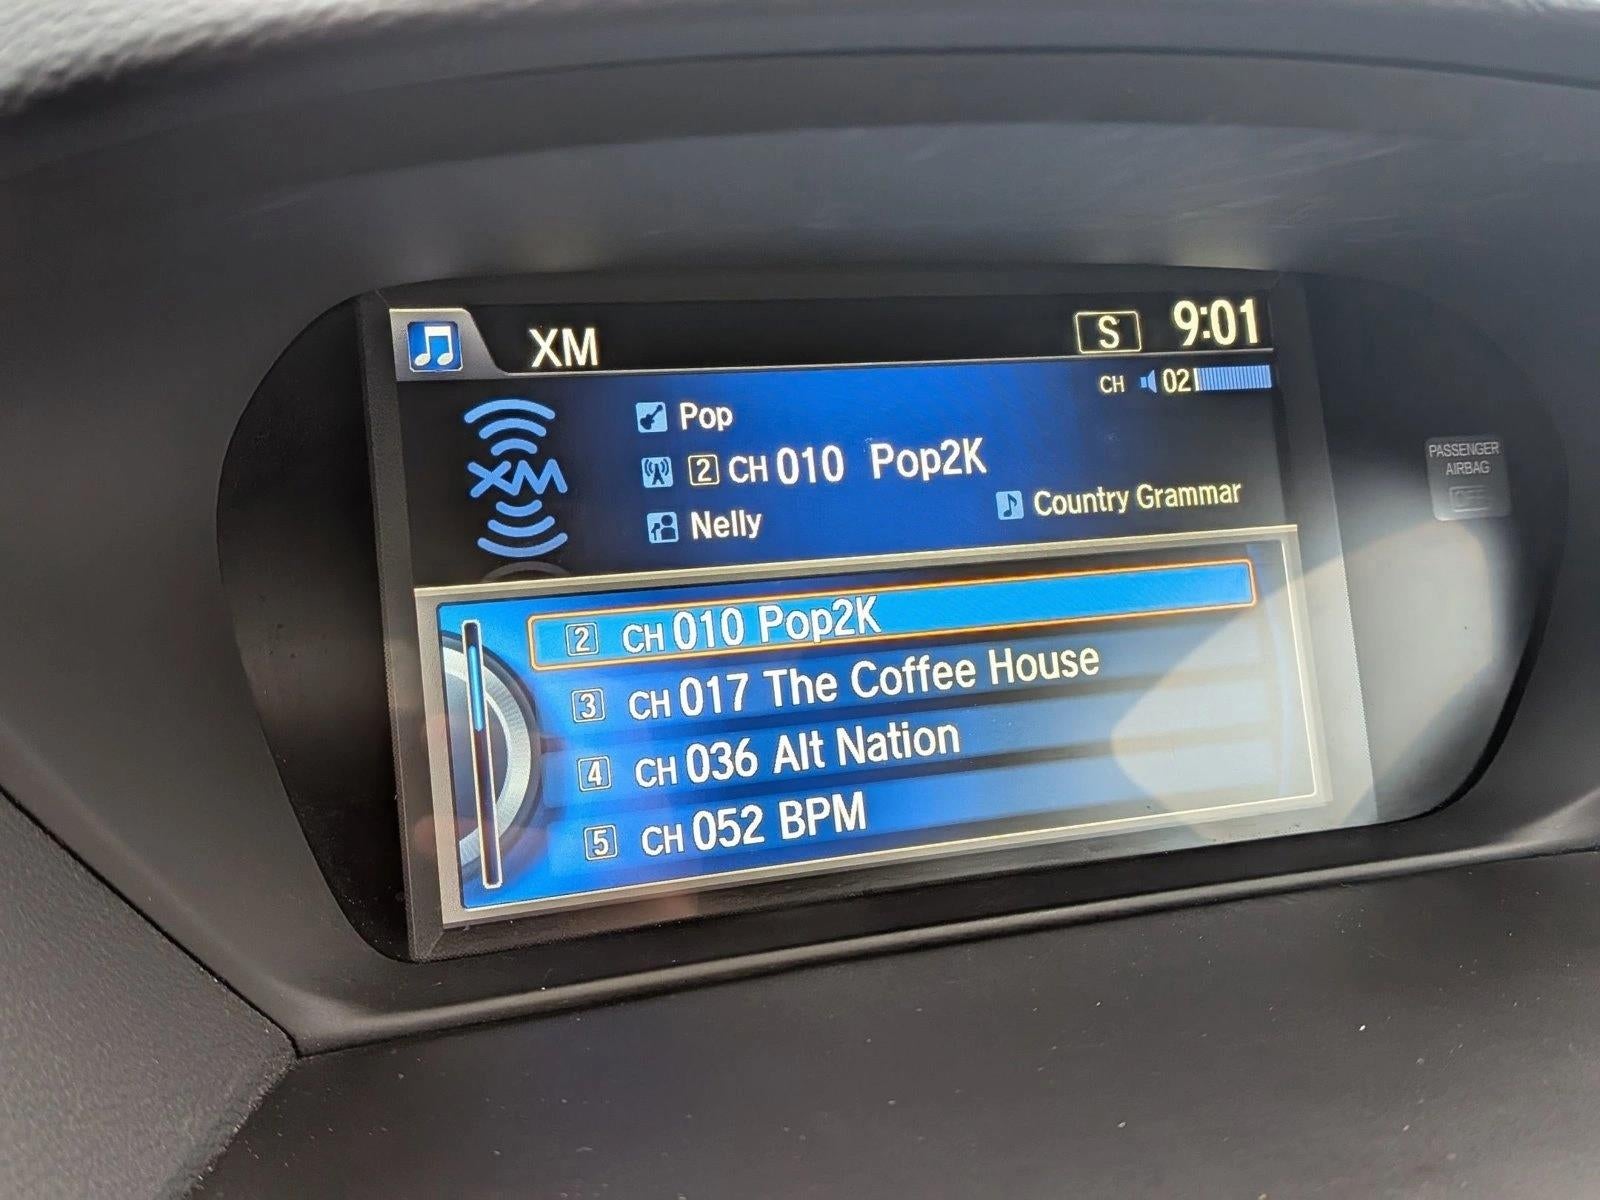 XM S 9:01
CH 02
Pop
XM
2 CH 010 Pop2K
Nelly Country Grammar
2 CH 010 Pop2K
3 CH 017 The Coffee House
4 CH 036 Alt Nation
5 CH 052 BPM
PASSENGER
AIRBAG
OFF